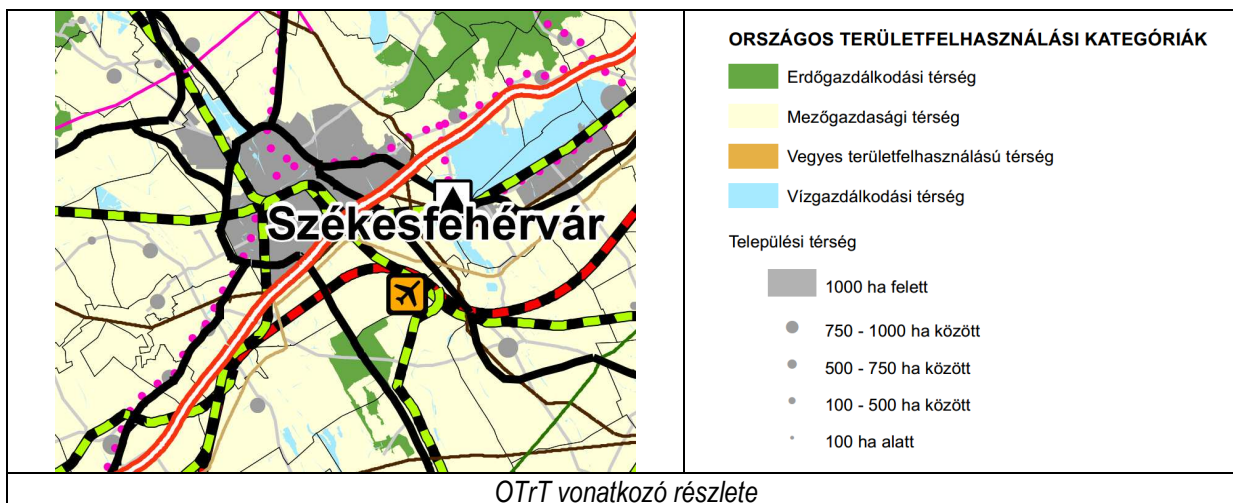 Székesfehérvár
ORSZÁGOS TERÜLETFELHASZNÁLÁSI KATEGÓRIÁK
Erdőgazdálkodási térség
Mezőgazdasági térség
Vegyes területfelhasználású térség
Vízgazdálkodási térség
Települési térség
1000 ha felett
750 - 1000 ha között
500 - 750 ha között
100 - 500 ha között
100 ha alatt
OTrT vonatkozó részlete